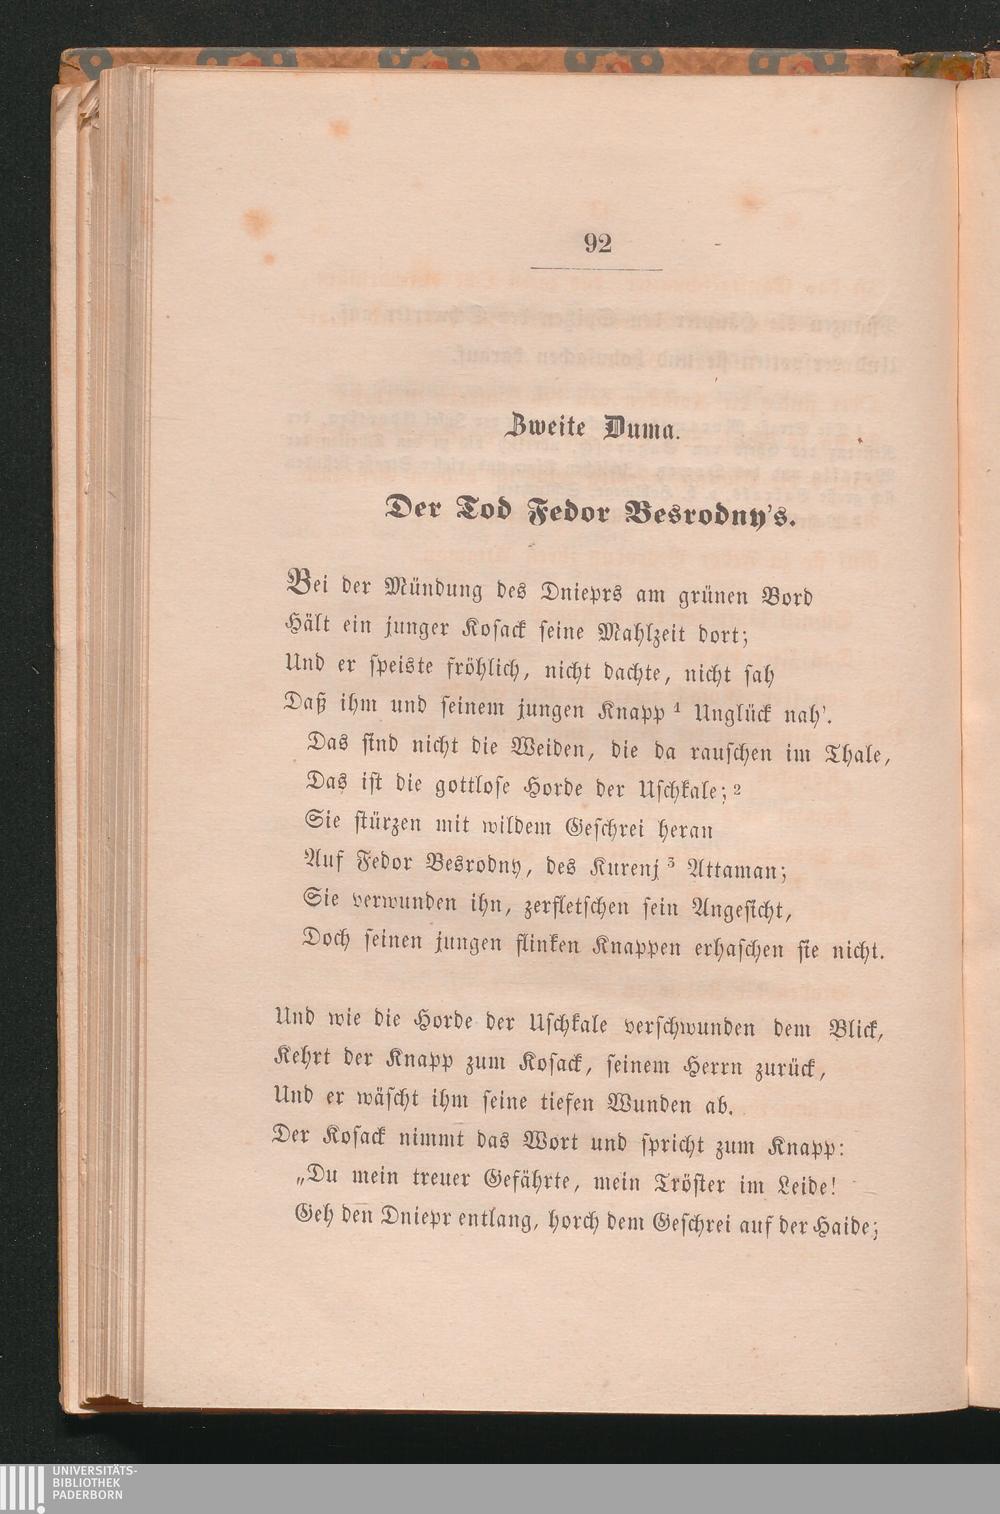 92
Zweite Duma.
Der Tod Fedor Besrodny's.
Bei der Mündung des Dnieprs am grünen Bord
Hält ein junger Kosack seine Mahlzeit dort;
Und er speiste fröhlich, nicht dachte, nicht sah
Daß ihm und seinem jungen Knapp ¹ Unglück nah'.
Das sind nicht die Weiden, die da rauschen im Thale,
Das ist die gottlose Horde der Uschkale; ²
Sie stürzen mit wildem Geschrei heran
Auf Fedor Besrodny, des Kurenj ³ Attaman;
Sie verwunden ihn, zerfletschen sein Angesicht,
Doch seinen jungen flinken Knappen erhaschen sie nicht.
Und wie die Horde der Uschkale verschwunden dem Blick,
Kehrt der Knapp zum Kosack, seinem Herrn zurück,
Und er wäscht ihm seine tiefen Wunden ab.
Der Kosack nimmt das Wort und spricht zum Knapp:
„Du mein treuer Gefährte, mein Tröster im Leide!
Geh den Dniepr entlang, horch dem Geschrei auf der Haide;
UNIVERSITÄTS-
BIBLIOTHEK
PADERBORN